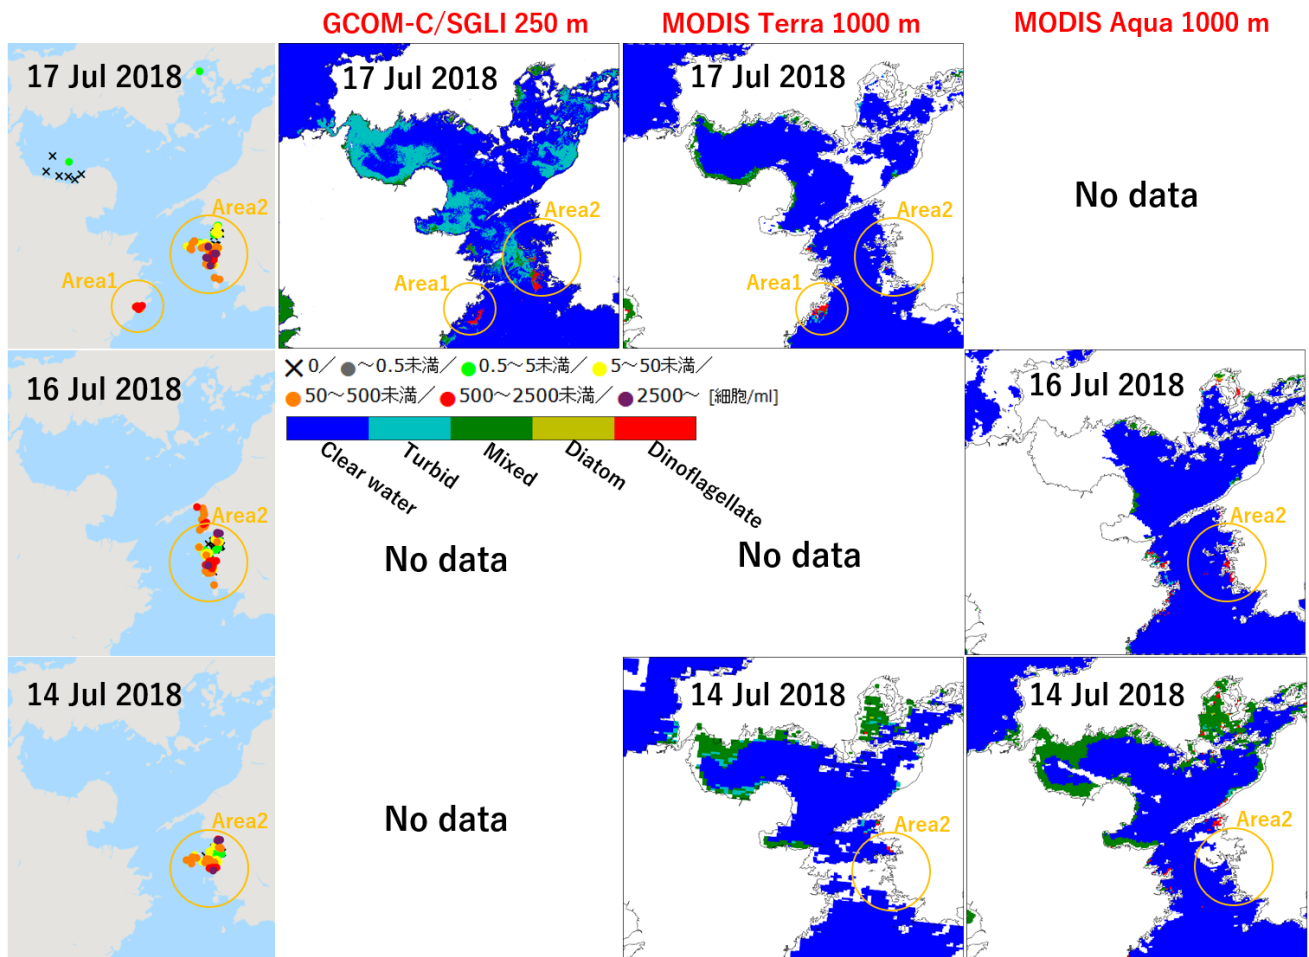 GCOM-C/SGLI 250 m
MODIS Terra 1000 m
MODIS Aqua 1000 m
17 Jul 2018
17 Jul 2018
17 Jul 2018
No data
Area2
Area2
Area2
Area1
Area1
Area1
16 Jul 2018
× 0／ ●～0.5未満／ ●0.5～5未満／ ●5～50未満／
●50～500未満／ ●500～2500未満／ ●2500～ [細胞/ml]
Clear water
Turbid
Mixed
Diatom
Dinoflagellate
16 Jul 2018
Area2
Area2
No data
No data
14 Jul 2018
14 Jul 2018
14 Jul 2018
No data
Area2
Area2
Area2